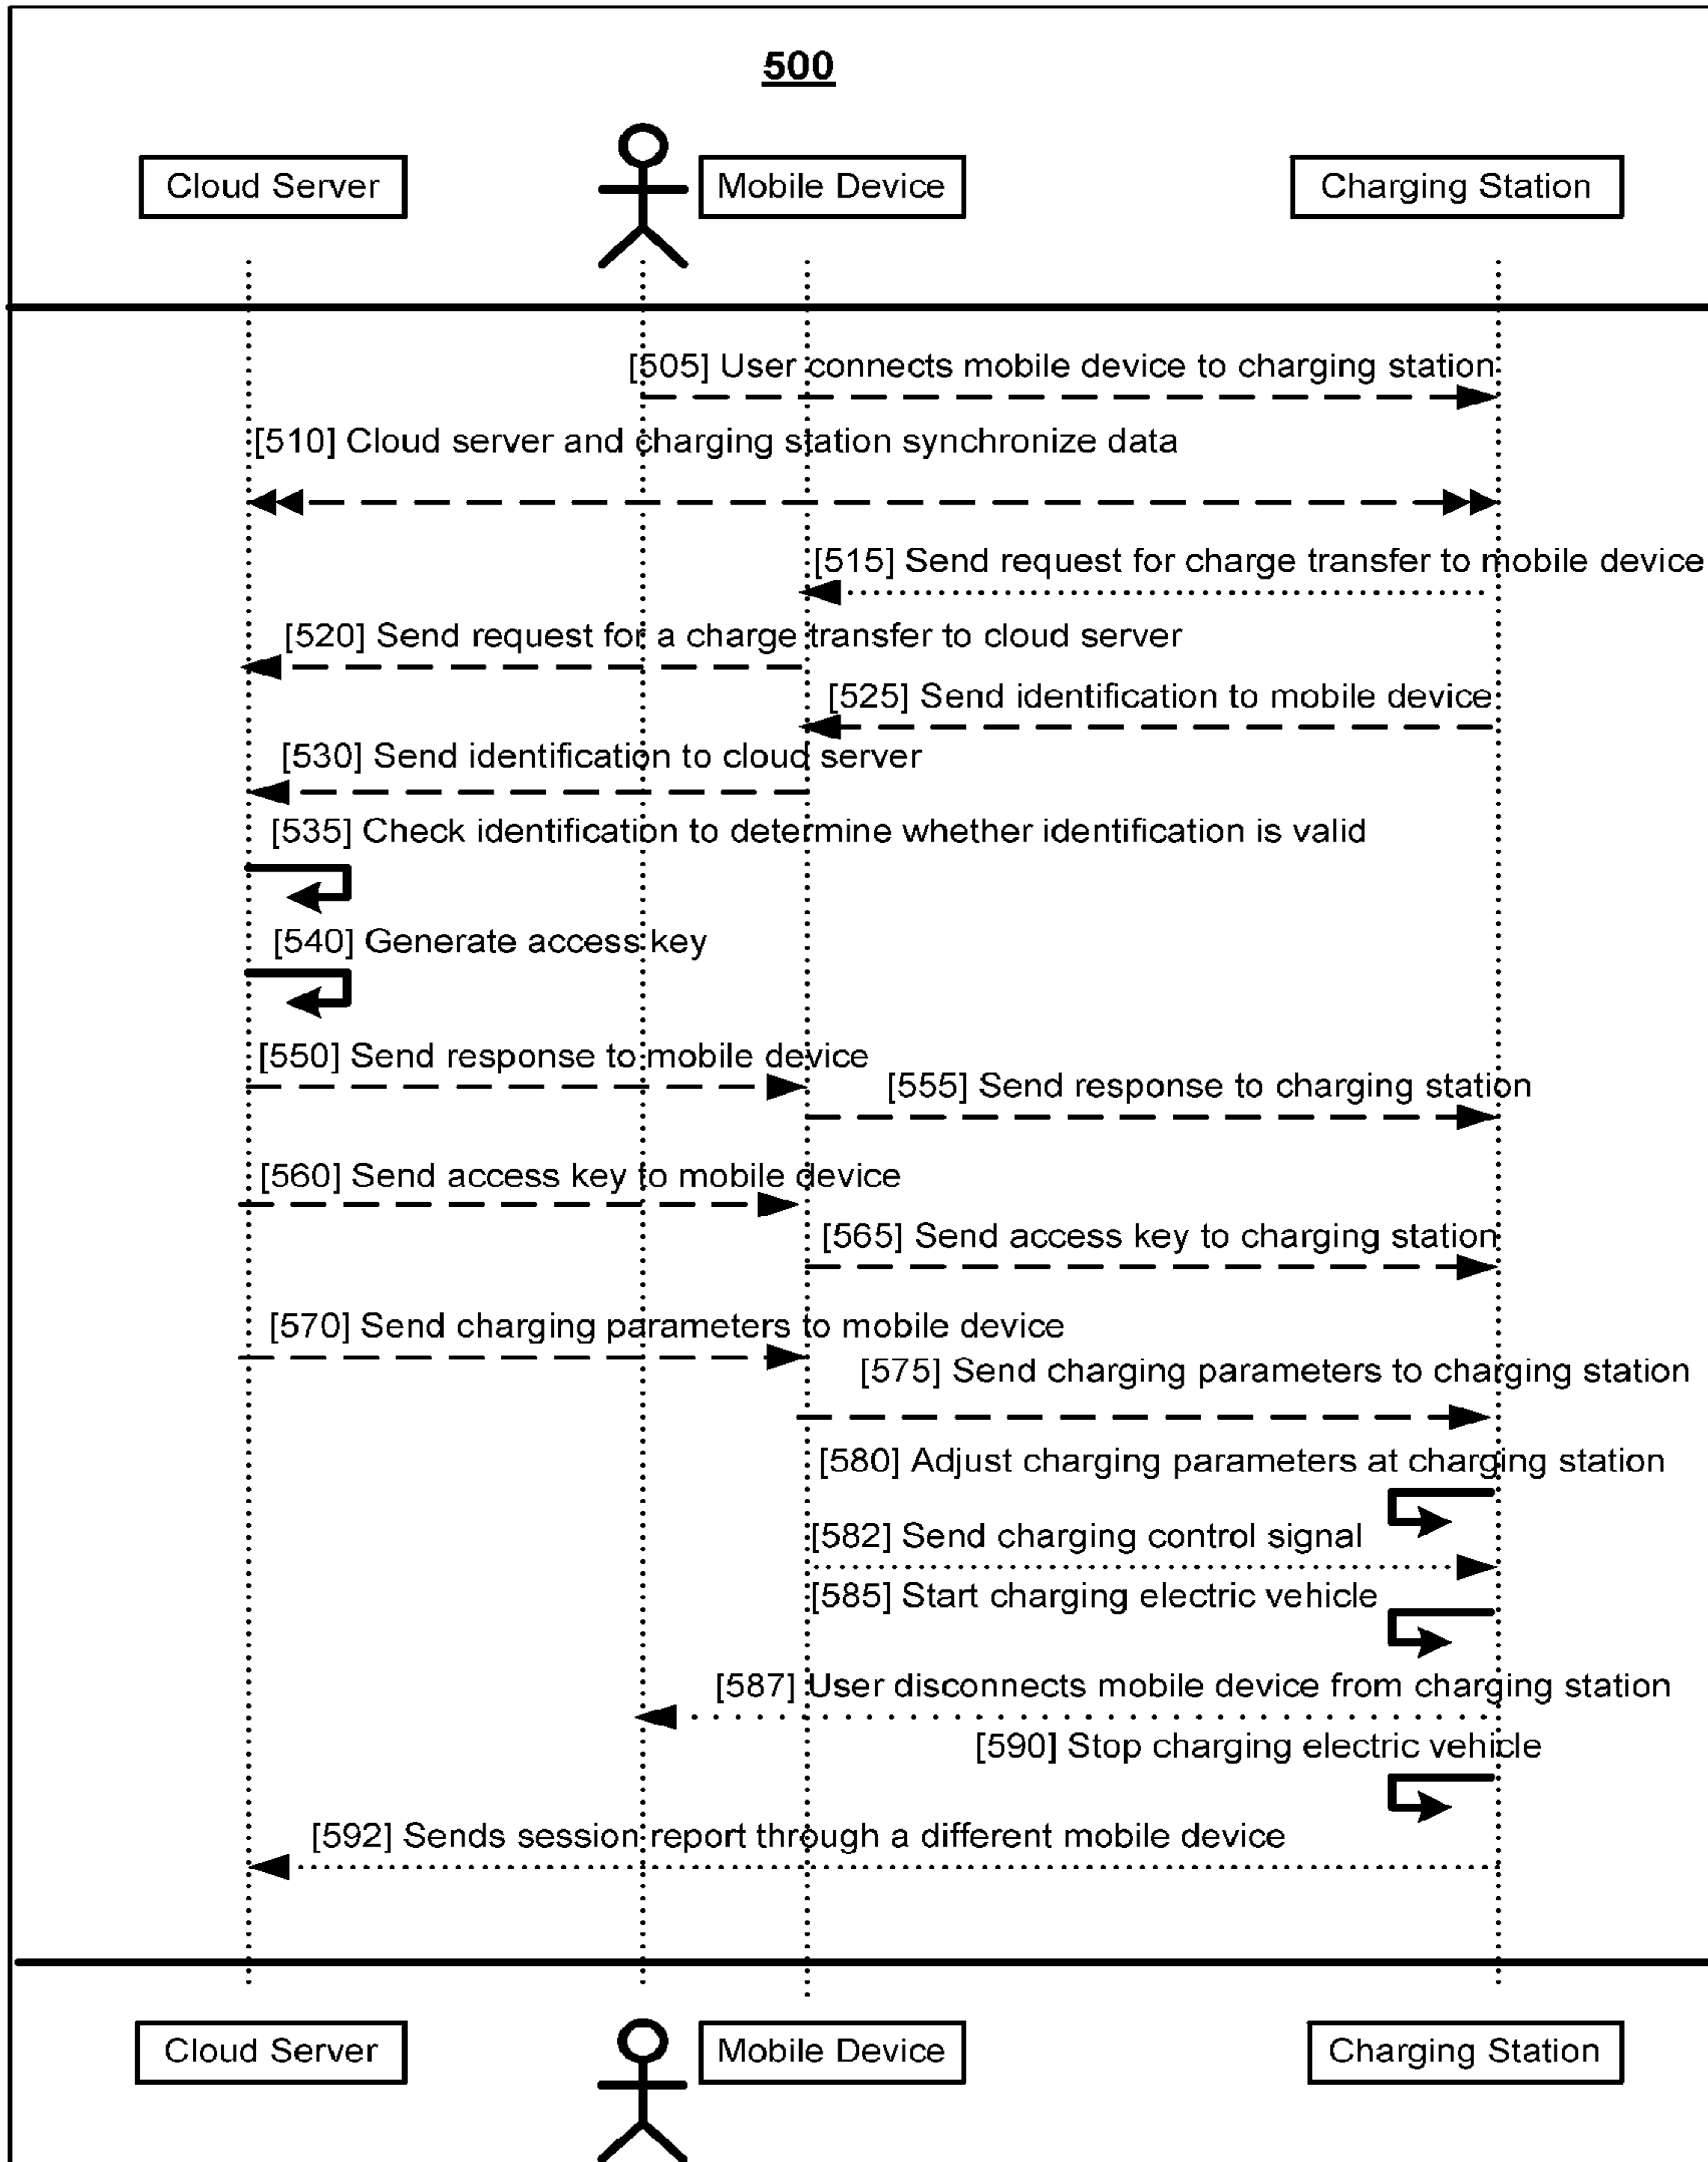 500
Cloud Server
Mobile Device
Charging Station
[505] User connects mobile device to charging station
[510] Cloud server and charging station synchronize data
[515] Send request for charge transfer to mobile device
[520] Send request for a charge transfer to cloud server
[525] Send identification to mobile device
[530] Send identification to cloud server
[535] Check identification to determine whether identification is valid
[540] Generate access key
[550] Send response to mobile device
[555] Send response to charging station
[560] Send access key to mobile device
[565] Send access key to charging station
[570] Send charging parameters to mobile device
[575] Send charging parameters to charging station
[580] Adjust charging parameters at charging station
[582] Send charging control signal
[585] Start charging electric vehicle
[587] User disconnects mobile device from charging station
[590] Stop charging electric vehicle
[592] Sends session report through a different mobile device
Cloud Server
Mobile Device
Charging Station